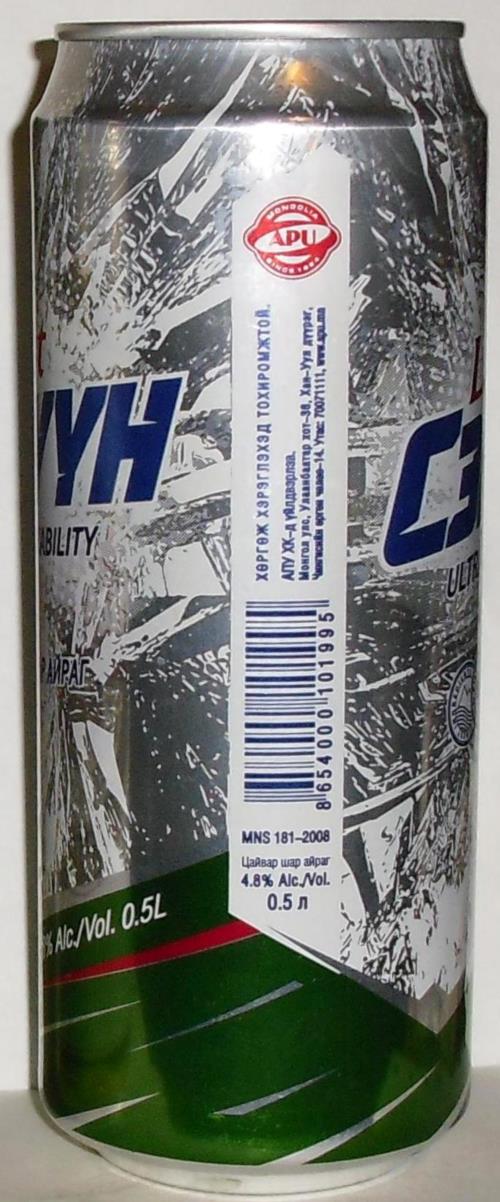 MONGOLIA
APU
SINCE 1924
ХӨРГӨЖ ХЭРЭГЛЭХЭД ТОХИРОМЖТОЙ.
АПУ ХК-д үйлдвэрлэв.
Монгол улс, Улаанбаатар хот-36, Хан-Уул дүүрэг,
Чингисийн өргөн чөлөө-14. Утас: 70071111, www.apu.mn
8 654000 101995
MNS 181-2008
Цайвар шар айраг
4.8% Alc./Vol.
0.5 л
t
ҮҮН
ABILITY
Р АЙРАГ
% Alc./Vol. 0.5L
L
СЭ
ULTR